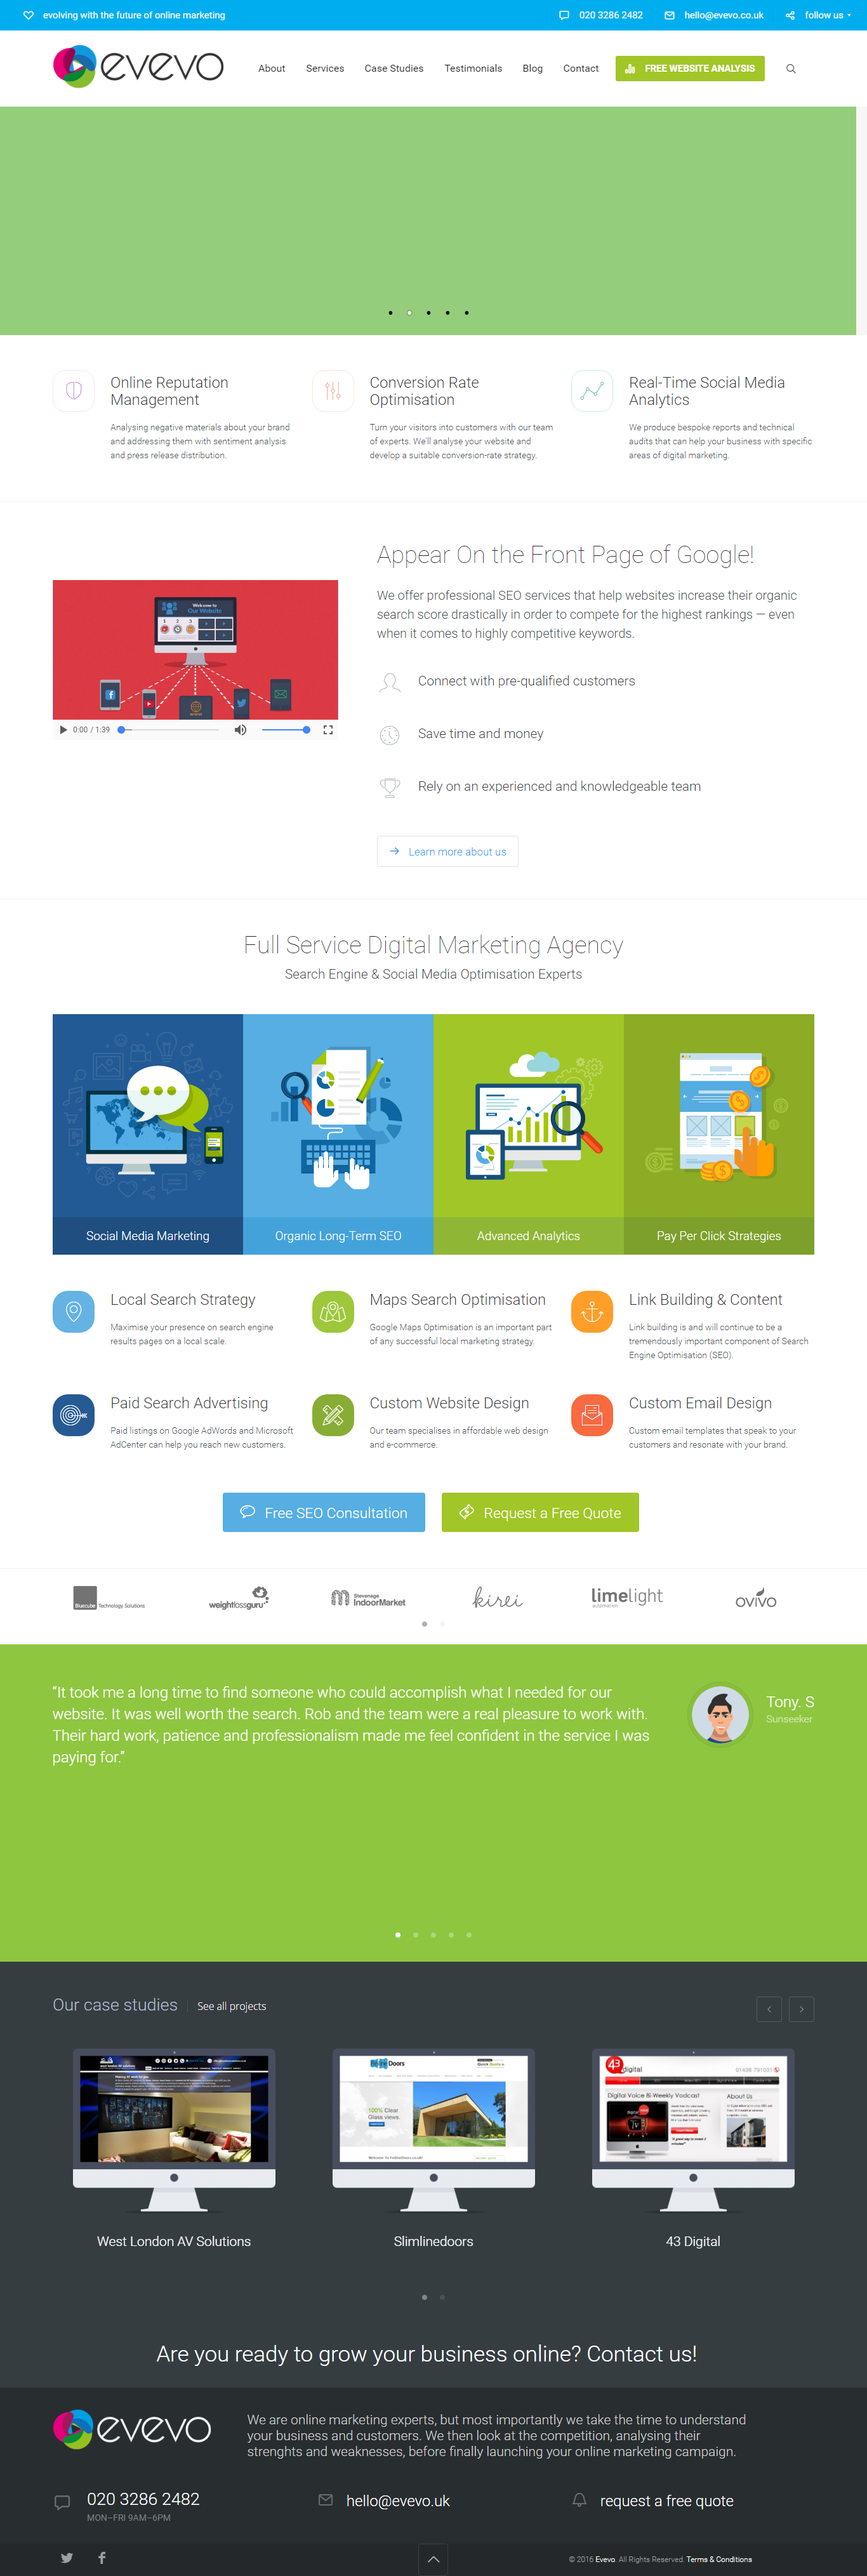 evolving with the future of online marketing
020 3286 2482
hello@evevo.co.uk
follow us
evevo
About
Services
Case Studies
Testimonials
Blog
Contact
FREE WEBSITE ANALYSIS
Online Reputation
Management
Analysing negative materials about your brand
and addressing them with sentiment analysis
and press release distribution.
Conversion Rate
Optimisation
Turn your visitors into customers with our team
of experts. We'll analyse your website and
develop a suitable conversion-rate strategy.
Real-Time Social Media
Analytics
We produce bespoke reports and technical
audits that can help your business with specific
areas of digital marketing.
Welcome to
Our Website
1 2 3
0:00 / 1:39
Appear On the Front Page of Google!
We offer professional SEO services that help websites increase their organic
search score drastically in order to compete for the highest rankings — even
when it comes to highly competitive keywords.
Connect with pre-qualified customers
Save time and money
Rely on an experienced and knowledgeable team
Learn more about us
Full Service Digital Marketing Agency
Search Engine & Social Media Optimisation Experts
Social Media Marketing
Organic Long-Term SEO
Advanced Analytics
Pay Per Click Strategies
Local Search Strategy
Maximise your presence on search engine
results pages on a local scale.
Maps Search Optimisation
Google Maps Optimisation is an important part
of any successful local marketing strategy.
Link Building & Content
Link building is and will continue to be a
tremendously important component of Search
Engine Optimisation (SEO).
Paid Search Advertising
Paid listings on Google AdWords and Microsoft
AdCenter can help you reach new customers.
Custom Website Design
Our team specialises in affordable web design
and e-commerce.
Custom Email Design
Custom email templates that speak to your
customers and resonate with your brand.
Free SEO Consultation
Request a Free Quote
Bluecube Technology Solutions
weightlossguru
Stevenage
IndoorMarket
kirei
limelight
automation
OVIVO
“It took me a long time to find someone who could accomplish what I needed for our
website. It was well worth the search. Rob and the team were a real pleasure to work with.
Their hard work, patience and professionalism made me feel confident in the service I was
paying for.”
Tony. S
Sunseeker
Our case studies
See all projects
Doors
100% Clear
Glass views.
43 digital
Digital Voice Bi-Weekly Vodcast
About Us
West London AV Solutions
Slimlinedoors
43 Digital
Are you ready to grow your business online? Contact us!
evevo
We are online marketing experts, but most importantly we take the time to understand
your business and customers. We then look at the competition, analysing their
strenghts and weaknesses, before finally launching your online marketing campaign.
020 3286 2482
MON–FRI 9AM–6PM
hello@evevo.uk
request a free quote
© 2016 Evevo. All Rights Reserved. Terms & Conditions